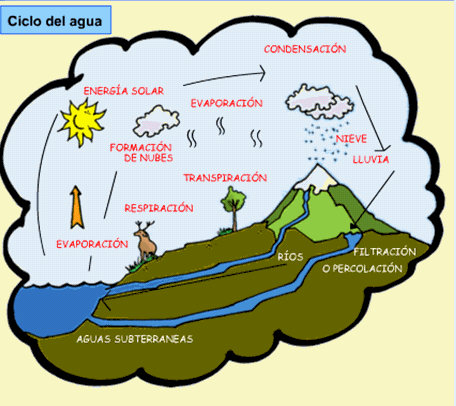 Ciclo del agua
CONDENSACIÓN
ENERGÍA SOLAR
EVAPORACIÓN
FORMACIÓN
DE NUBES
NIEVE
LLUVIA
TRANSPIRACIÓN
RESPIRACIÓN
EVAPORACIÓN
RÍOS
FILTRACIÓN
O PERCOLACIÓN
AGUAS SUBTERRANEAS